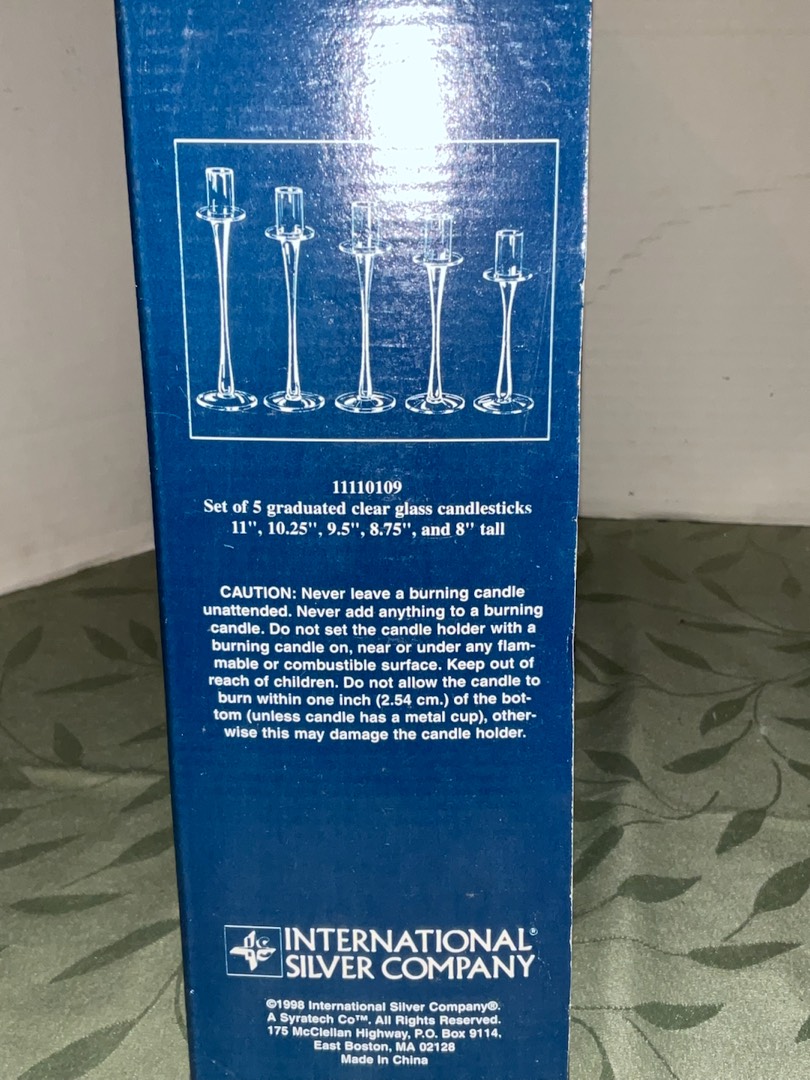 11110109
Set of 5 graduated clear glass candlesticks
11", 10.25", 9.5", 8.75", and 8" tall
CAUTION: Never leave a burning candle
unattended. Never add anything to a burning
candle. Do not set the candle holder with a
burning candle on, near or under any flam-
mable or combustible surface. Keep out of
reach of children. Do not allow the candle to
burn within one inch (2.54 cm.) of the bot-
tom (unless candle has a metal cup), other-
wise this may damage the candle holder.
INTERNATIONAL®
SILVER COMPANY
©1998 International Silver Company®.
A Syratech Co™. All Rights Reserved.
175 McClellan Highway, P.O. Box 9114,
East Boston, MA 02128
Made In China